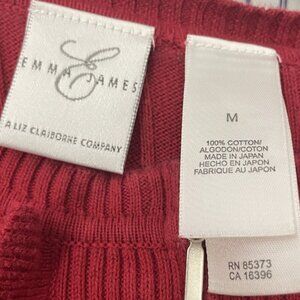 E
EMMA JAMES
A LIZ CLAIBORNE COMPANY
M
100% COTTON/
ALGODON/COTON
MADE IN JAPAN
HECHO EN JAPON
FABRIQUE AU JAPON
RN 85373
CA 16396